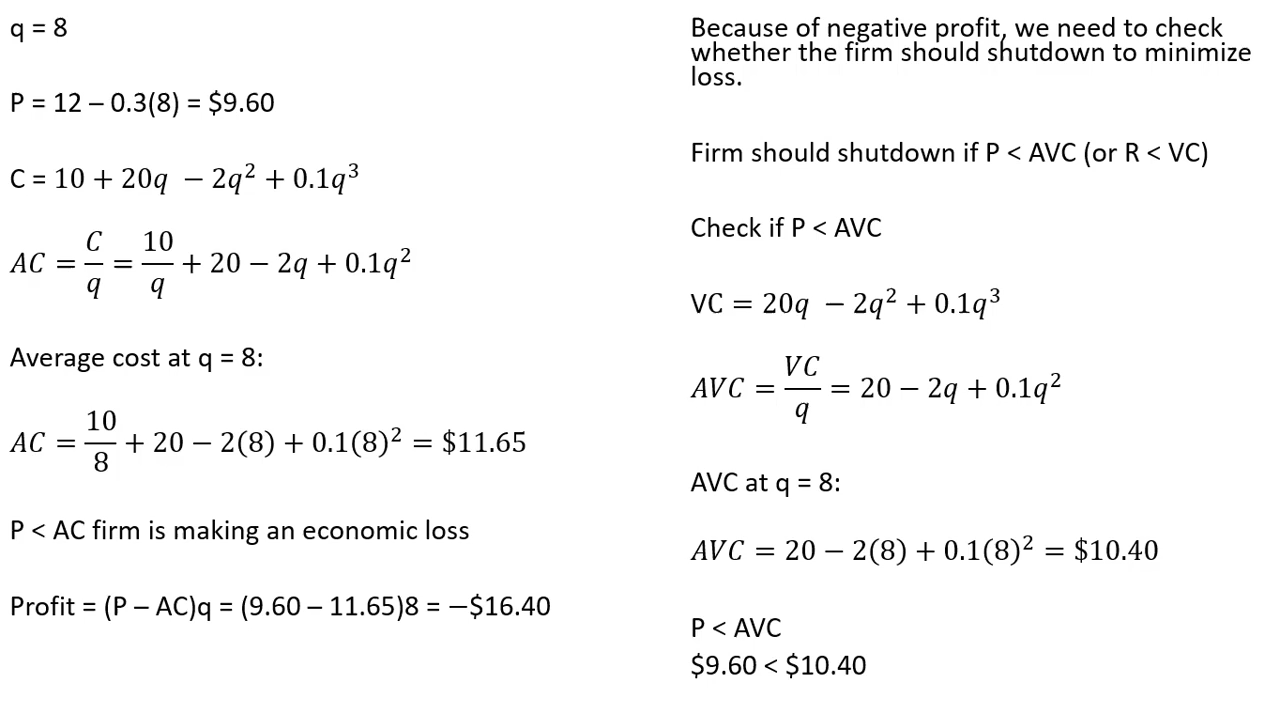 q = 8
P = 12 – 0.3(8) = $9.60
C = 10 + 20q − 2q² + 0.1q³
AC = C/q = 10/q + 20 − 2q + 0.1q²
Average cost at q = 8:
AC = 10/8 + 20 − 2(8) + 0.1(8)² = $11.65
P < AC firm is making an economic loss
Profit = (P – AC)q = (9.60 – 11.65)8 = −$16.40
Because of negative profit, we need to check
whether the firm should shutdown to minimize
loss.
Firm should shutdown if P < AVC (or R < VC)
Check if P < AVC
VC = 20q − 2q² + 0.1q³
AVC = VC/q = 20 − 2q + 0.1q²
AVC at q = 8:
AVC = 20 − 2(8) + 0.1(8)² = $10.40
P < AVC
$9.60 < $10.40